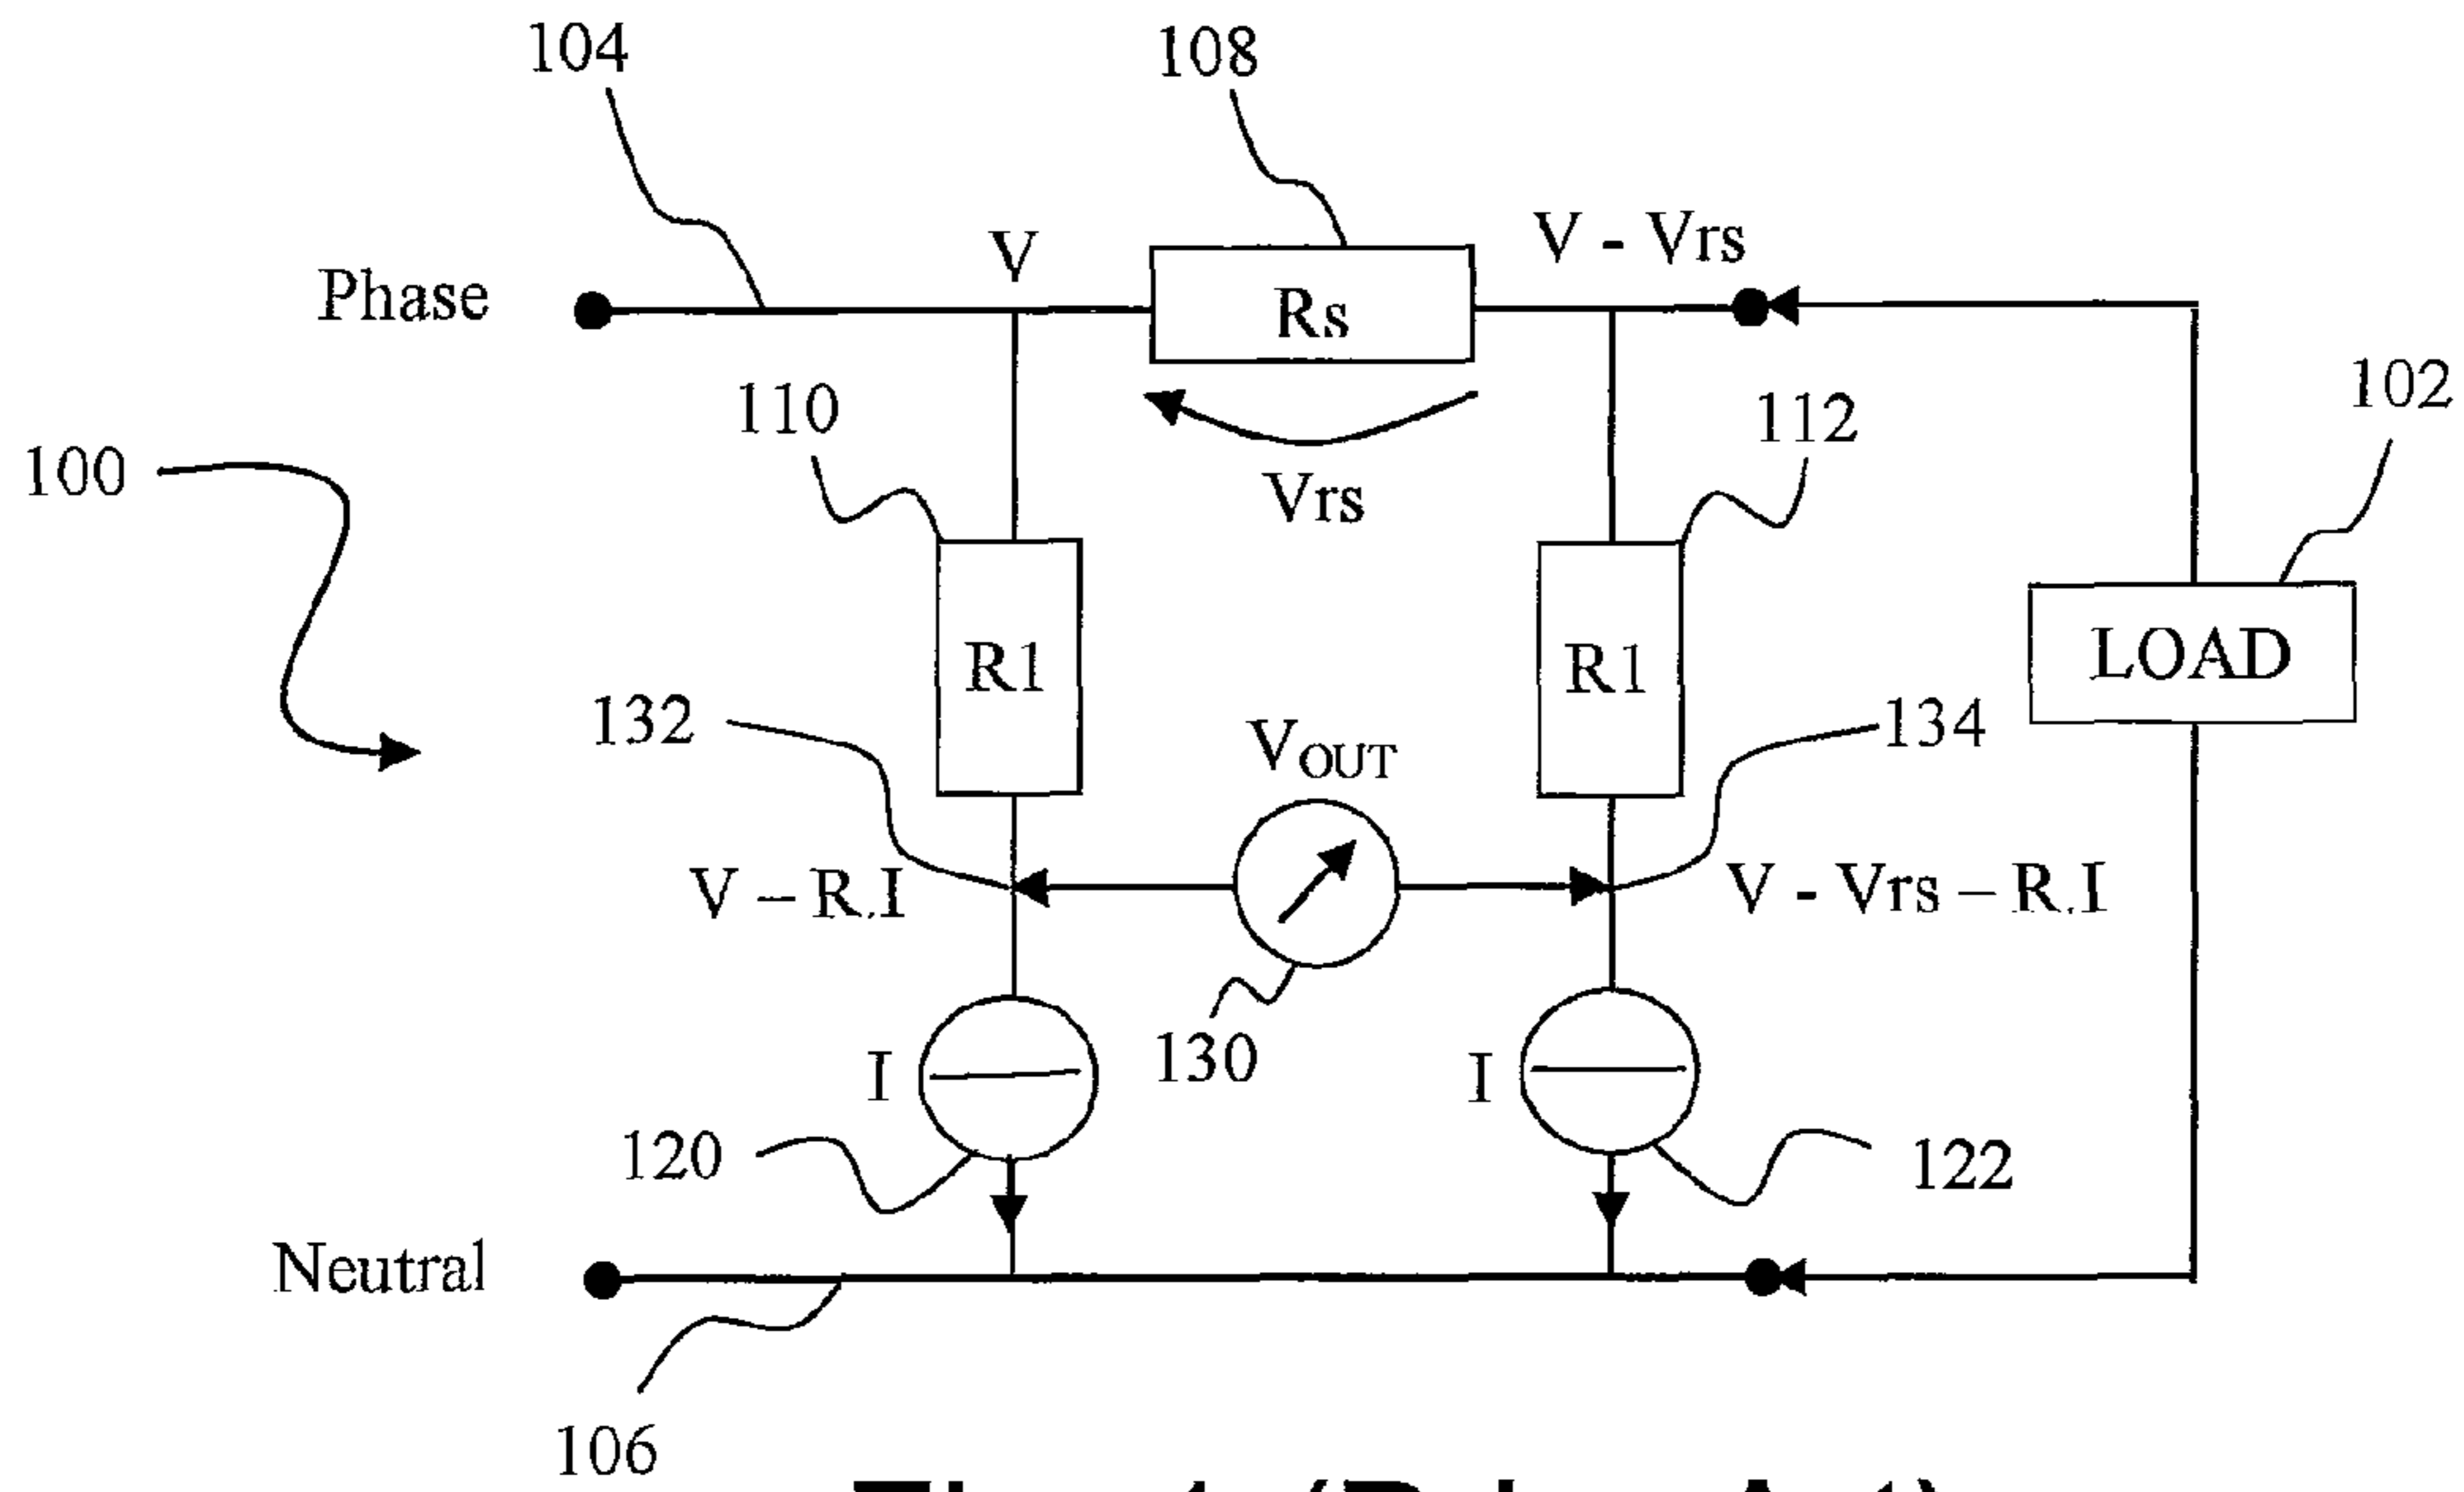 104
108
V
V - Vrs
Phase
Rs
102
110
112
100
Vrs
R1
R1
LOAD
132
134
VOUT
V – R.I
V - Vrs – R.I
130
I
I
120
122
Neutral
106